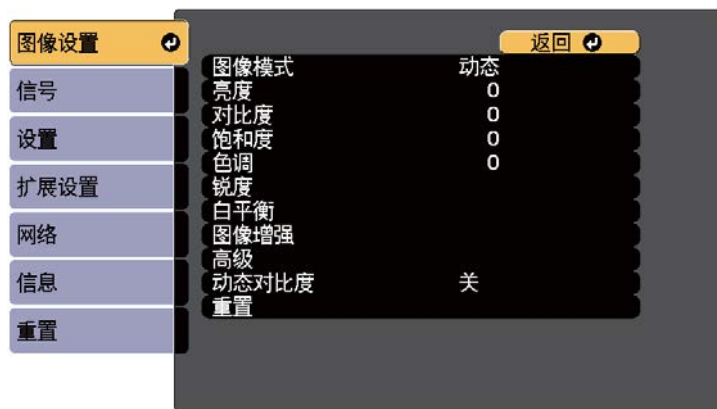 图像设置
信号
设置
扩展设置
网络
信息
重置
返回
图像模式 动态
亮度 0
对比度 0
饱和度 0
色调 0
锐度
白平衡
图像增强
高级
动态对比度 关
重置